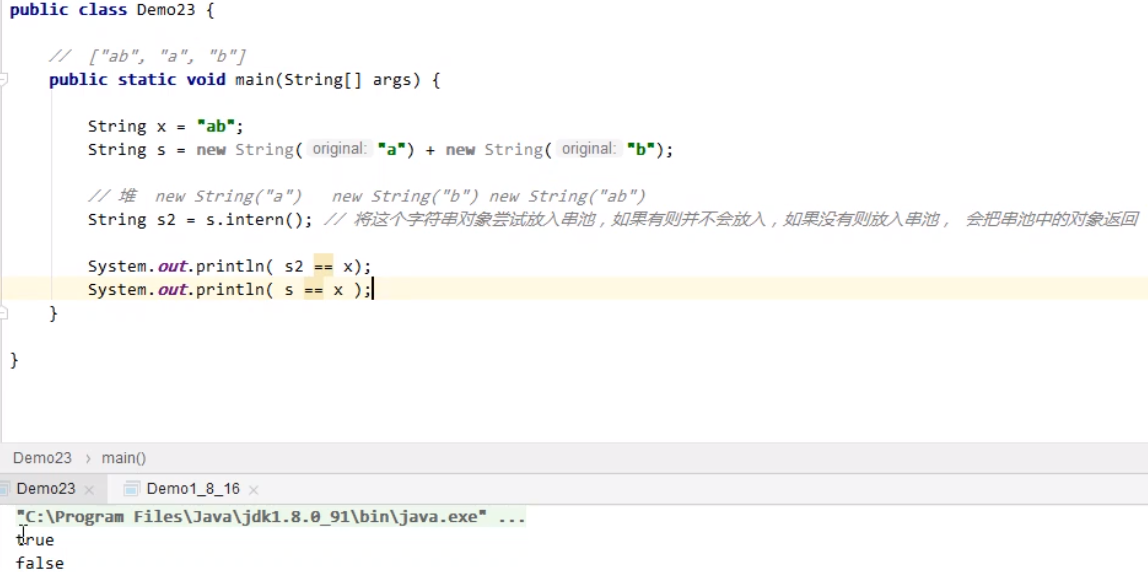 public class Demo23 {
// ["ab", "a", "b"]
public static void main(String[] args) {
String x = "ab";
String s = new String( original: "a") + new String( original: "b");
// 堆 new String("a") new String("b") new String("ab")
String s2 = s.intern(); // 将这个字符串对象尝试放入串池，如果有则并不会放入，如果没有则放入串池， 会把串池中的对象返回
System.out.println( s2 == x);
System.out.println( s == x );
}
}
Demo23 › main()
Demo23 × Demo1_8_16 ×
"C:\Program Files\Java\jdk1.8.0_91\bin\java.exe" ...
true
false